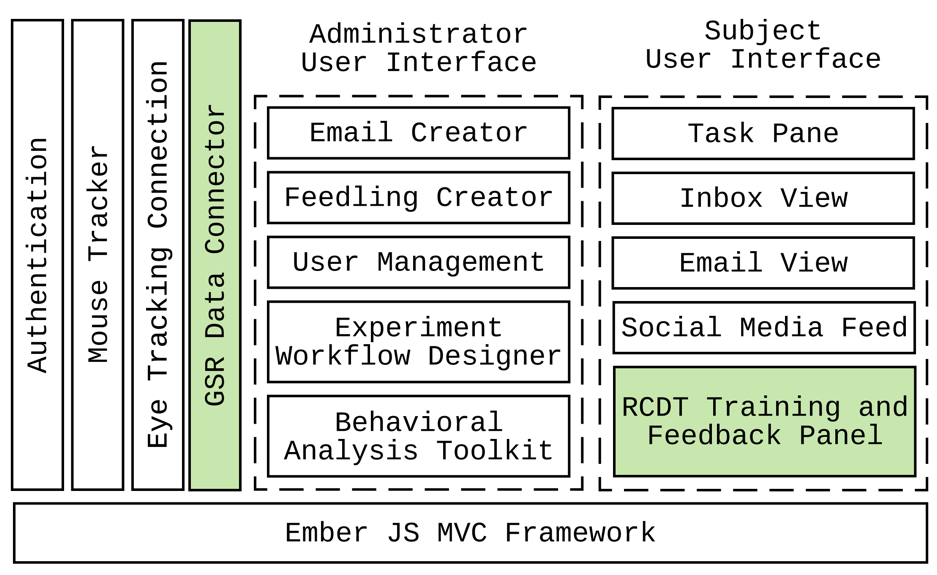 Authentication
Mouse Tracker
Eye Tracking Connection
GSR Data Connector
Administrator
User Interface
Email Creator
Feedling Creator
User Management
Experiment
Workflow Designer
Behavioral
Analysis Toolkit
Subject
User Interface
Task Pane
Inbox View
Email View
Social Media Feed
RCDT Training and
Feedback Panel
Ember JS MVC Framework